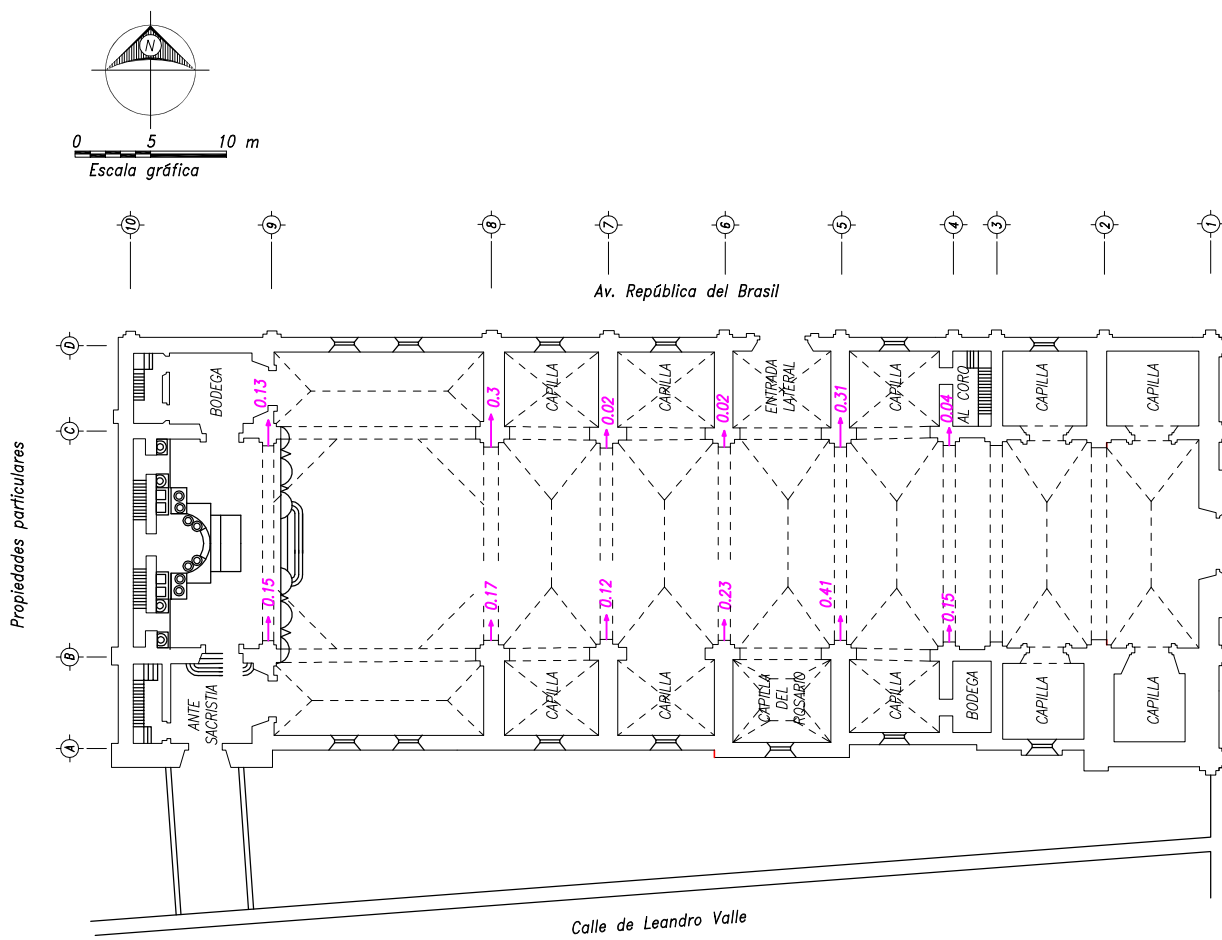 N
0 5 10 m
Escala gráfica
10 9 8 7 6 5 4 3 2 1
Av. República del Brasil
Propiedades particulares
D
C
B
A
BODEGA
CAPILLA
CAPILLA
ENTRADA
LATERAL
CAPILLA
AL CORO
CAPILLA
CAPILLA
0.13
0.3
0.02
0.02
0.31
0.04
0.15
0.17
0.12
0.23
0.41
0.15
ANTE
SACRISTIA
CAPILLA
CAPILLA
CAPILLA
DEL
ROSARIO
CAPILLA
BODEGA
CAPILLA
CAPILLA
Calle de Leandro Valle